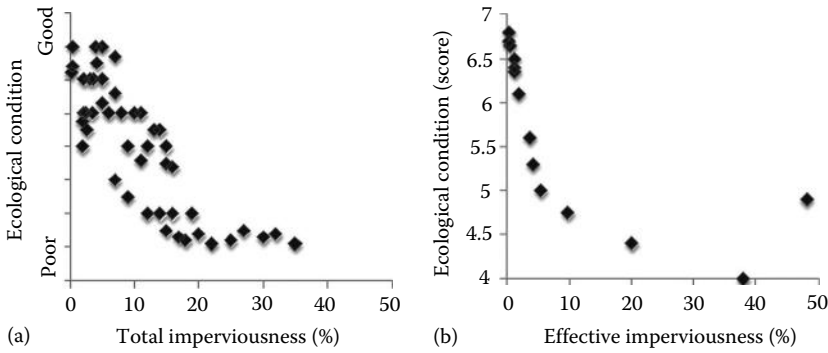 Good
Ecological condition
Poor
0
10
20
30
40
50
(a)
Total imperviousness (%)
7
6.5
6
5.5
5
4.5
4
Ecological condition (score)
0
10
20
30
40
50
(b)
Effective imperviousness (%)